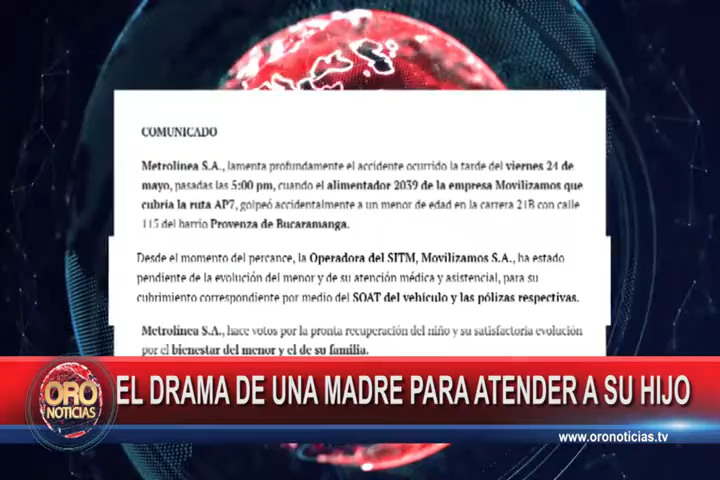 COMUNICADO
Metrolínea S.A., lamenta profundamente el accidente ocurrido la tarde del viernes 24 de
mayo, pasadas las 5:00 pm, cuando el alimentador 2039 de la empresa Movilizamos que
cubría la ruta AP7, golpeó accidentalmente a un menor de edad en la carrera 21B con calle
115 del barrio Provenza de Bucaramanga.
Desde el momento del percance, la Operadora del SITM, Movilizamos S.A., ha estado
pendiente de la evolución del menor y de su atención médica y asistencial, para su
cubrimiento correspondiente por medio del SOAT del vehículo y las pólizas respectivas.
Metrolínea S.A., hace votos por la pronta recuperación del niño y su satisfactoria evolución
por el bienestar del menor y el de su familia.
ORO
NOTICIAS
EL DRAMA DE UNA MADRE PARA ATENDER A SU HIJO
www.oronoticias.tv